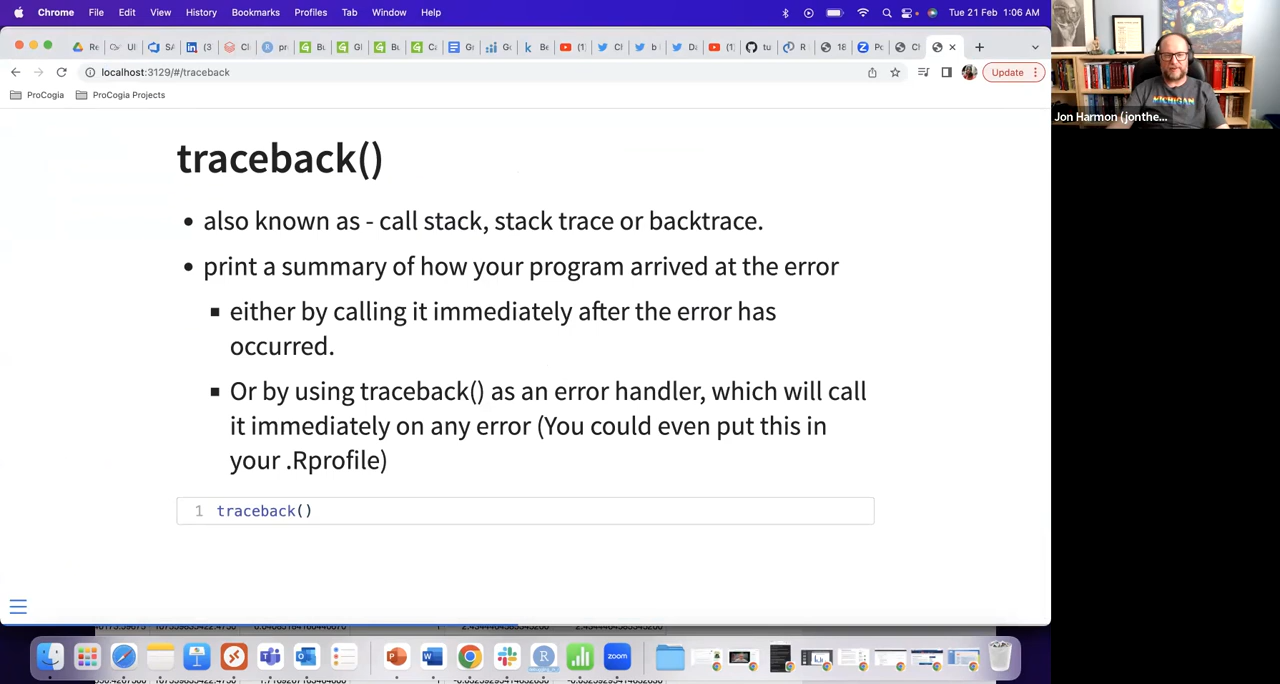 Chrome File Edit View History Bookmarks Profiles Tab Window Help Tue 21 Feb 1:06 AM
localhost:3129/#/traceback Update
ProCogia ProCogia Projects
MICHIGAN
Jon Harmon (jonthe...
traceback()
also known as - call stack, stack trace or backtrace.
print a summary of how your program arrived at the error
either by calling it immediately after the error has
occurred.
Or by using traceback() as an error handler, which will call
it immediately on any error (You could even put this in
your .Rprofile)
1 traceback()
zoom